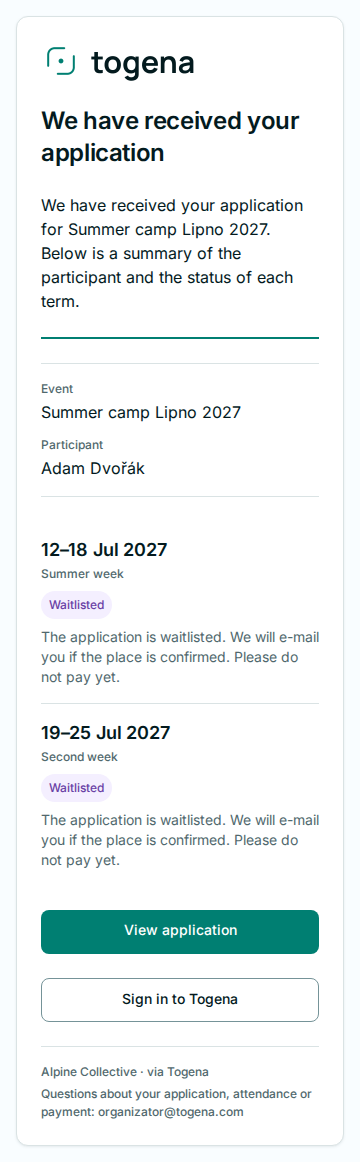 togena
We have received your
application
We have received your application
for Summer camp Lipno 2027.
Below is a summary of the
participant and the status of each
term.
Event
Summer camp Lipno 2027
Participant
Adam Dvořák
12–18 Jul 2027
Summer week
Waitlisted
The application is waitlisted. We will e-mail
you if the place is confirmed. Please do
not pay yet.
19–25 Jul 2027
Second week
Waitlisted
The application is waitlisted. We will e-mail
you if the place is confirmed. Please do
not pay yet.
View application
Sign in to Togena
Alpine Collective · via Togena
Questions about your application, attendance or
payment: organizator@togena.com